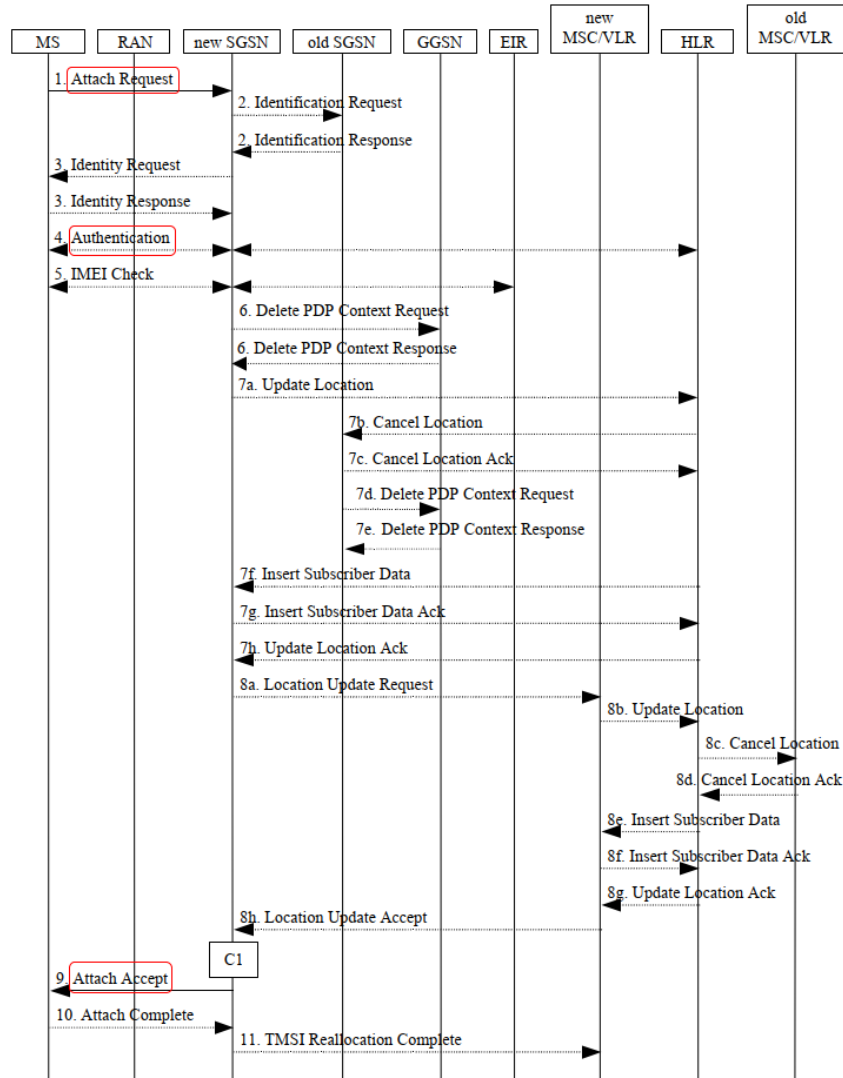 new
MSC/VLR
old
MSC/VLR
MS
RAN
new SGSN
old SGSN
GGSN
EIR
HLR
1. Attach Request
2. Identification Request
2. Identification Response
3. Identity Request
3. Identity Response
4. Authentication
5. IMEI Check
6. Delete PDP Context Request
6. Delete PDP Context Response
7a. Update Location
7b. Cancel Location
7c. Cancel Location Ack
7d. Delete PDP Context Request
7e. Delete PDP Context Response
7f. Insert Subscriber Data
7g. Insert Subscriber Data Ack
7h. Update Location Ack
8a. Location Update Request
8b. Update Location
8c. Cancel Location
8d. Cancel Location Ack
8e. Insert Subscriber Data
8f. Insert Subscriber Data Ack
8g. Update Location Ack
8h. Location Update Accept
C1
9. Attach Accept
10. Attach Complete
11. TMSI Reallocation Complete